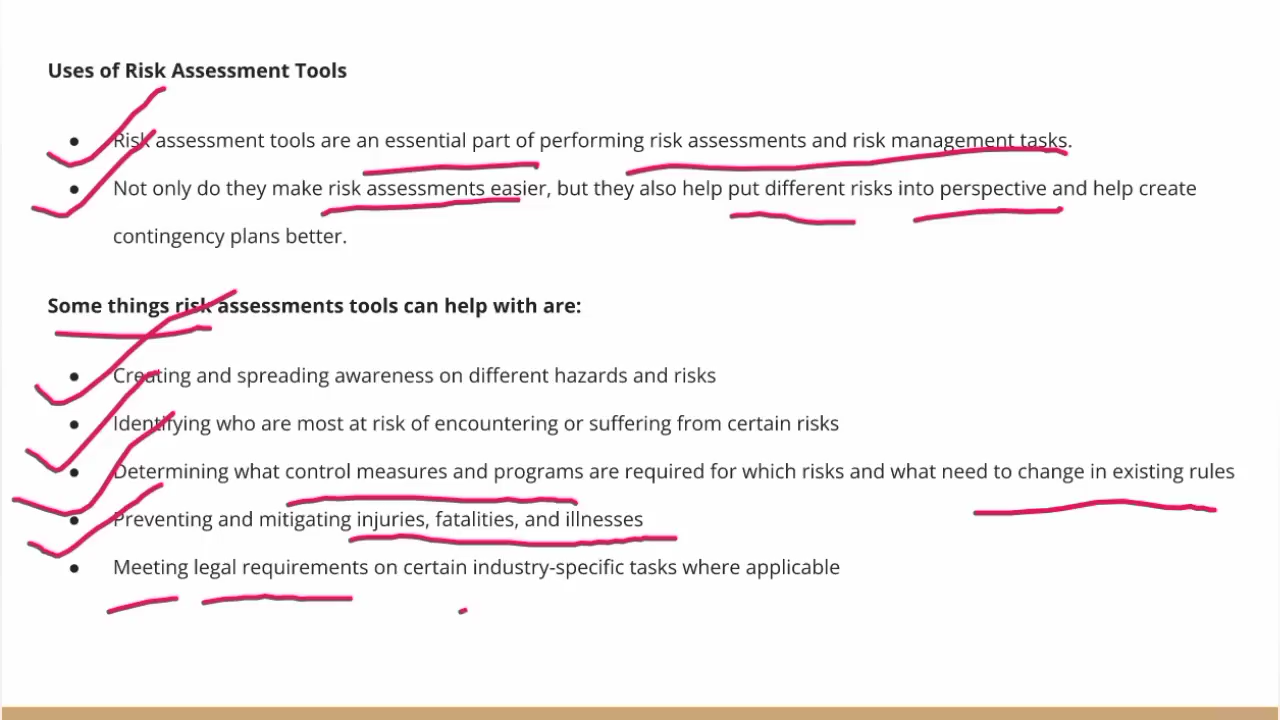 Uses of Risk Assessment Tools
● Risk assessment tools are an essential part of performing risk assessments and risk management tasks.
● Not only do they make risk assessments easier, but they also help put different risks into perspective and help create
contingency plans better.
Some things risk assessments tools can help with are:
● Creating and spreading awareness on different hazards and risks
● Identifying who are most at risk of encountering or suffering from certain risks
● Determining what control measures and programs are required for which risks and what need to change in existing rules
● Preventing and mitigating injuries, fatalities, and illnesses
● Meeting legal requirements on certain industry-specific tasks where applicable